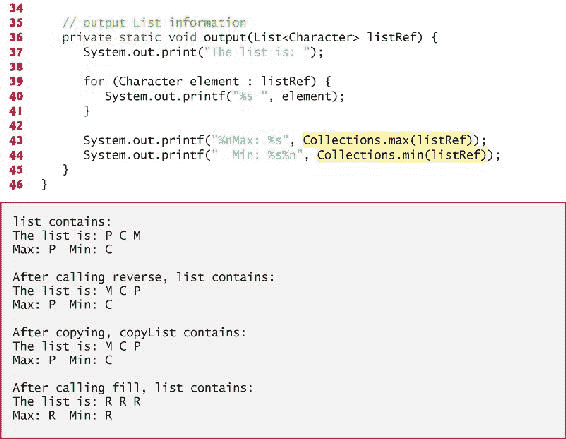 34
35 // output List information
36 private static void output(List<Character> listRef) {
37 System.out.print("The list is: ");
38
39 for (Character element : listRef) {
40 System.out.printf("%s ", element);
41 }
42
43 System.out.printf("%nMax: %s", Collections.max(listRef));
44 System.out.printf("  Min: %s%n", Collections.min(listRef));
45 }
46 }
list contains:
The list is: P C M
Max: P  Min: C
After calling reverse, list contains:
The list is: M C P
Max: P  Min: C
After copying, copyList contains:
The list is: M C P
Max: P  Min: C
After calling fill, list contains:
The list is: R R R
Max: R  Min: R